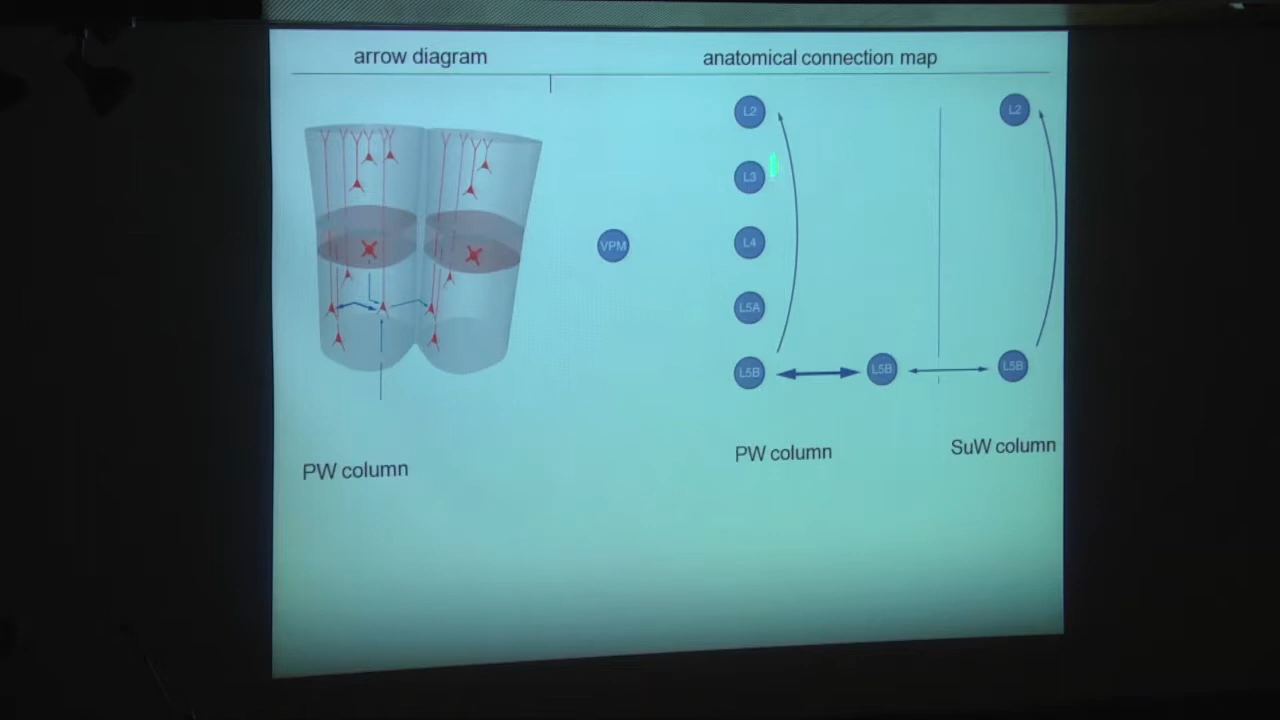 arrow diagram
anatomical connection map
L2
L2
L3
VPM
L4
L5A
L5B
L5B
L5B
PW column
PW column
SuW column